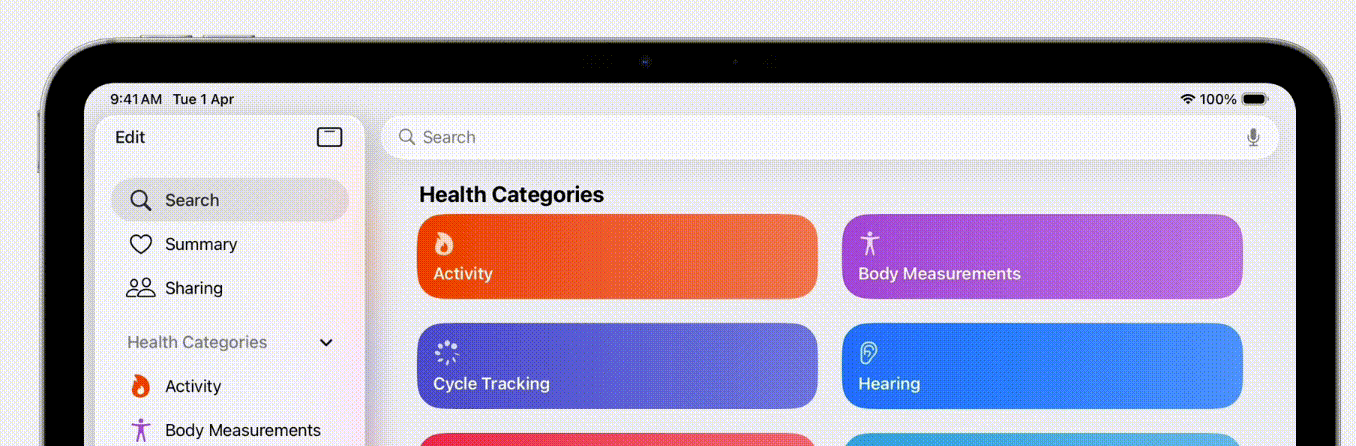 9:41 AM Tue 1 Apr
100%
Edit
Search
Search
Summary
Sharing
Health Categories
Activity
Body Measurements
Health Categories
Activity
Body Measurements
Cycle Tracking
Hearing